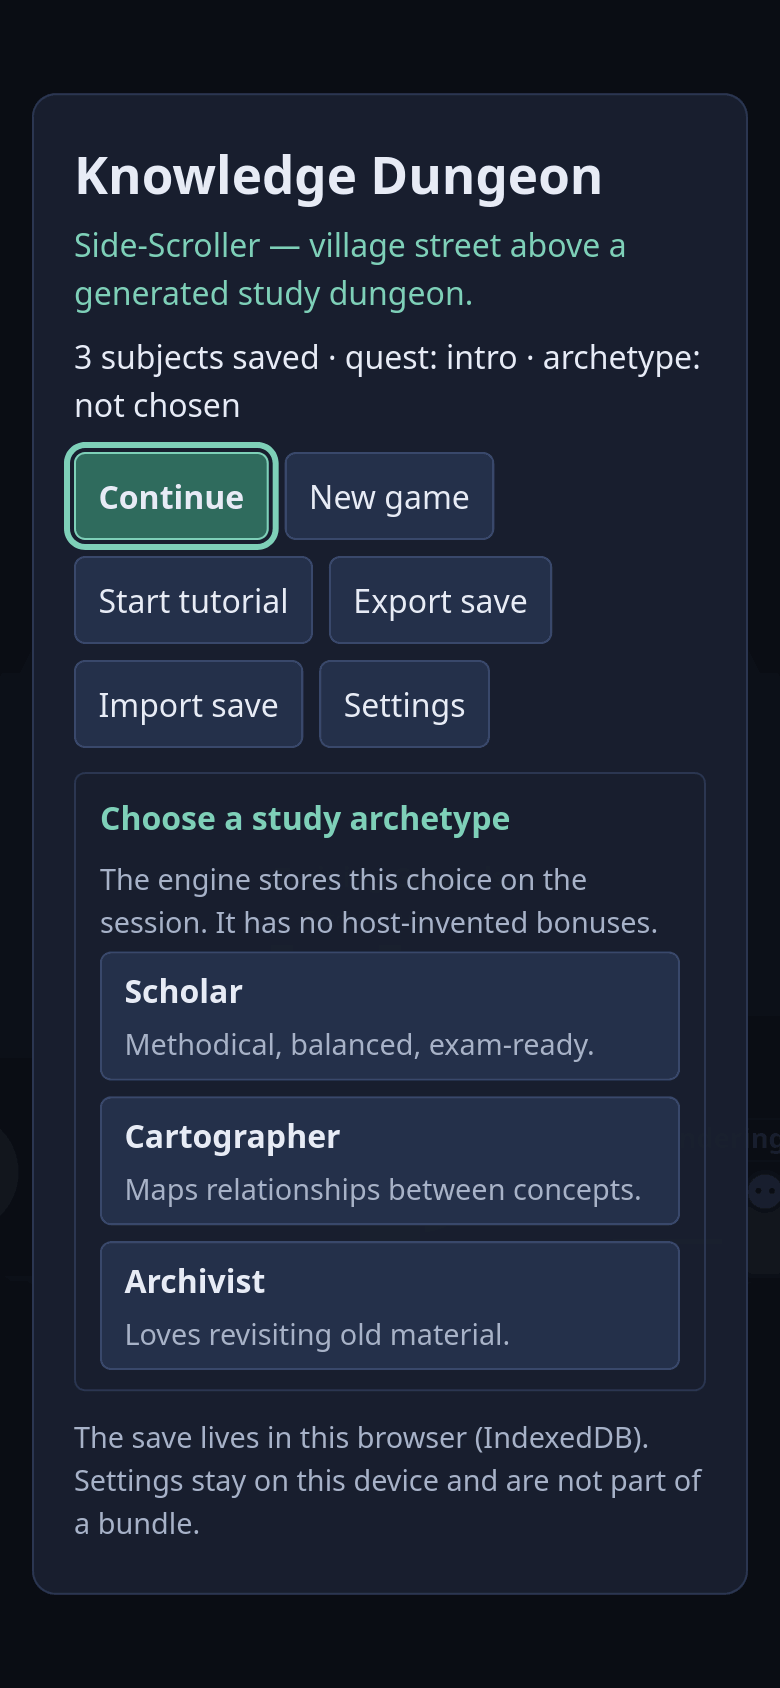 Knowledge Dungeon
Side-Scroller — village street above a
generated study dungeon.
3 subjects saved · quest: intro · archetype:
not chosen
Continue
New game
Start tutorial
Export save
Import save
Settings
Choose a study archetype
The engine stores this choice on the
session. It has no host-invented bonuses.
Scholar
Methodical, balanced, exam-ready.
Cartographer
Maps relationships between concepts.
Archivist
Loves revisiting old material.
The save lives in this browser (IndexedDB).
Settings stay on this device and are not part of
a bundle.